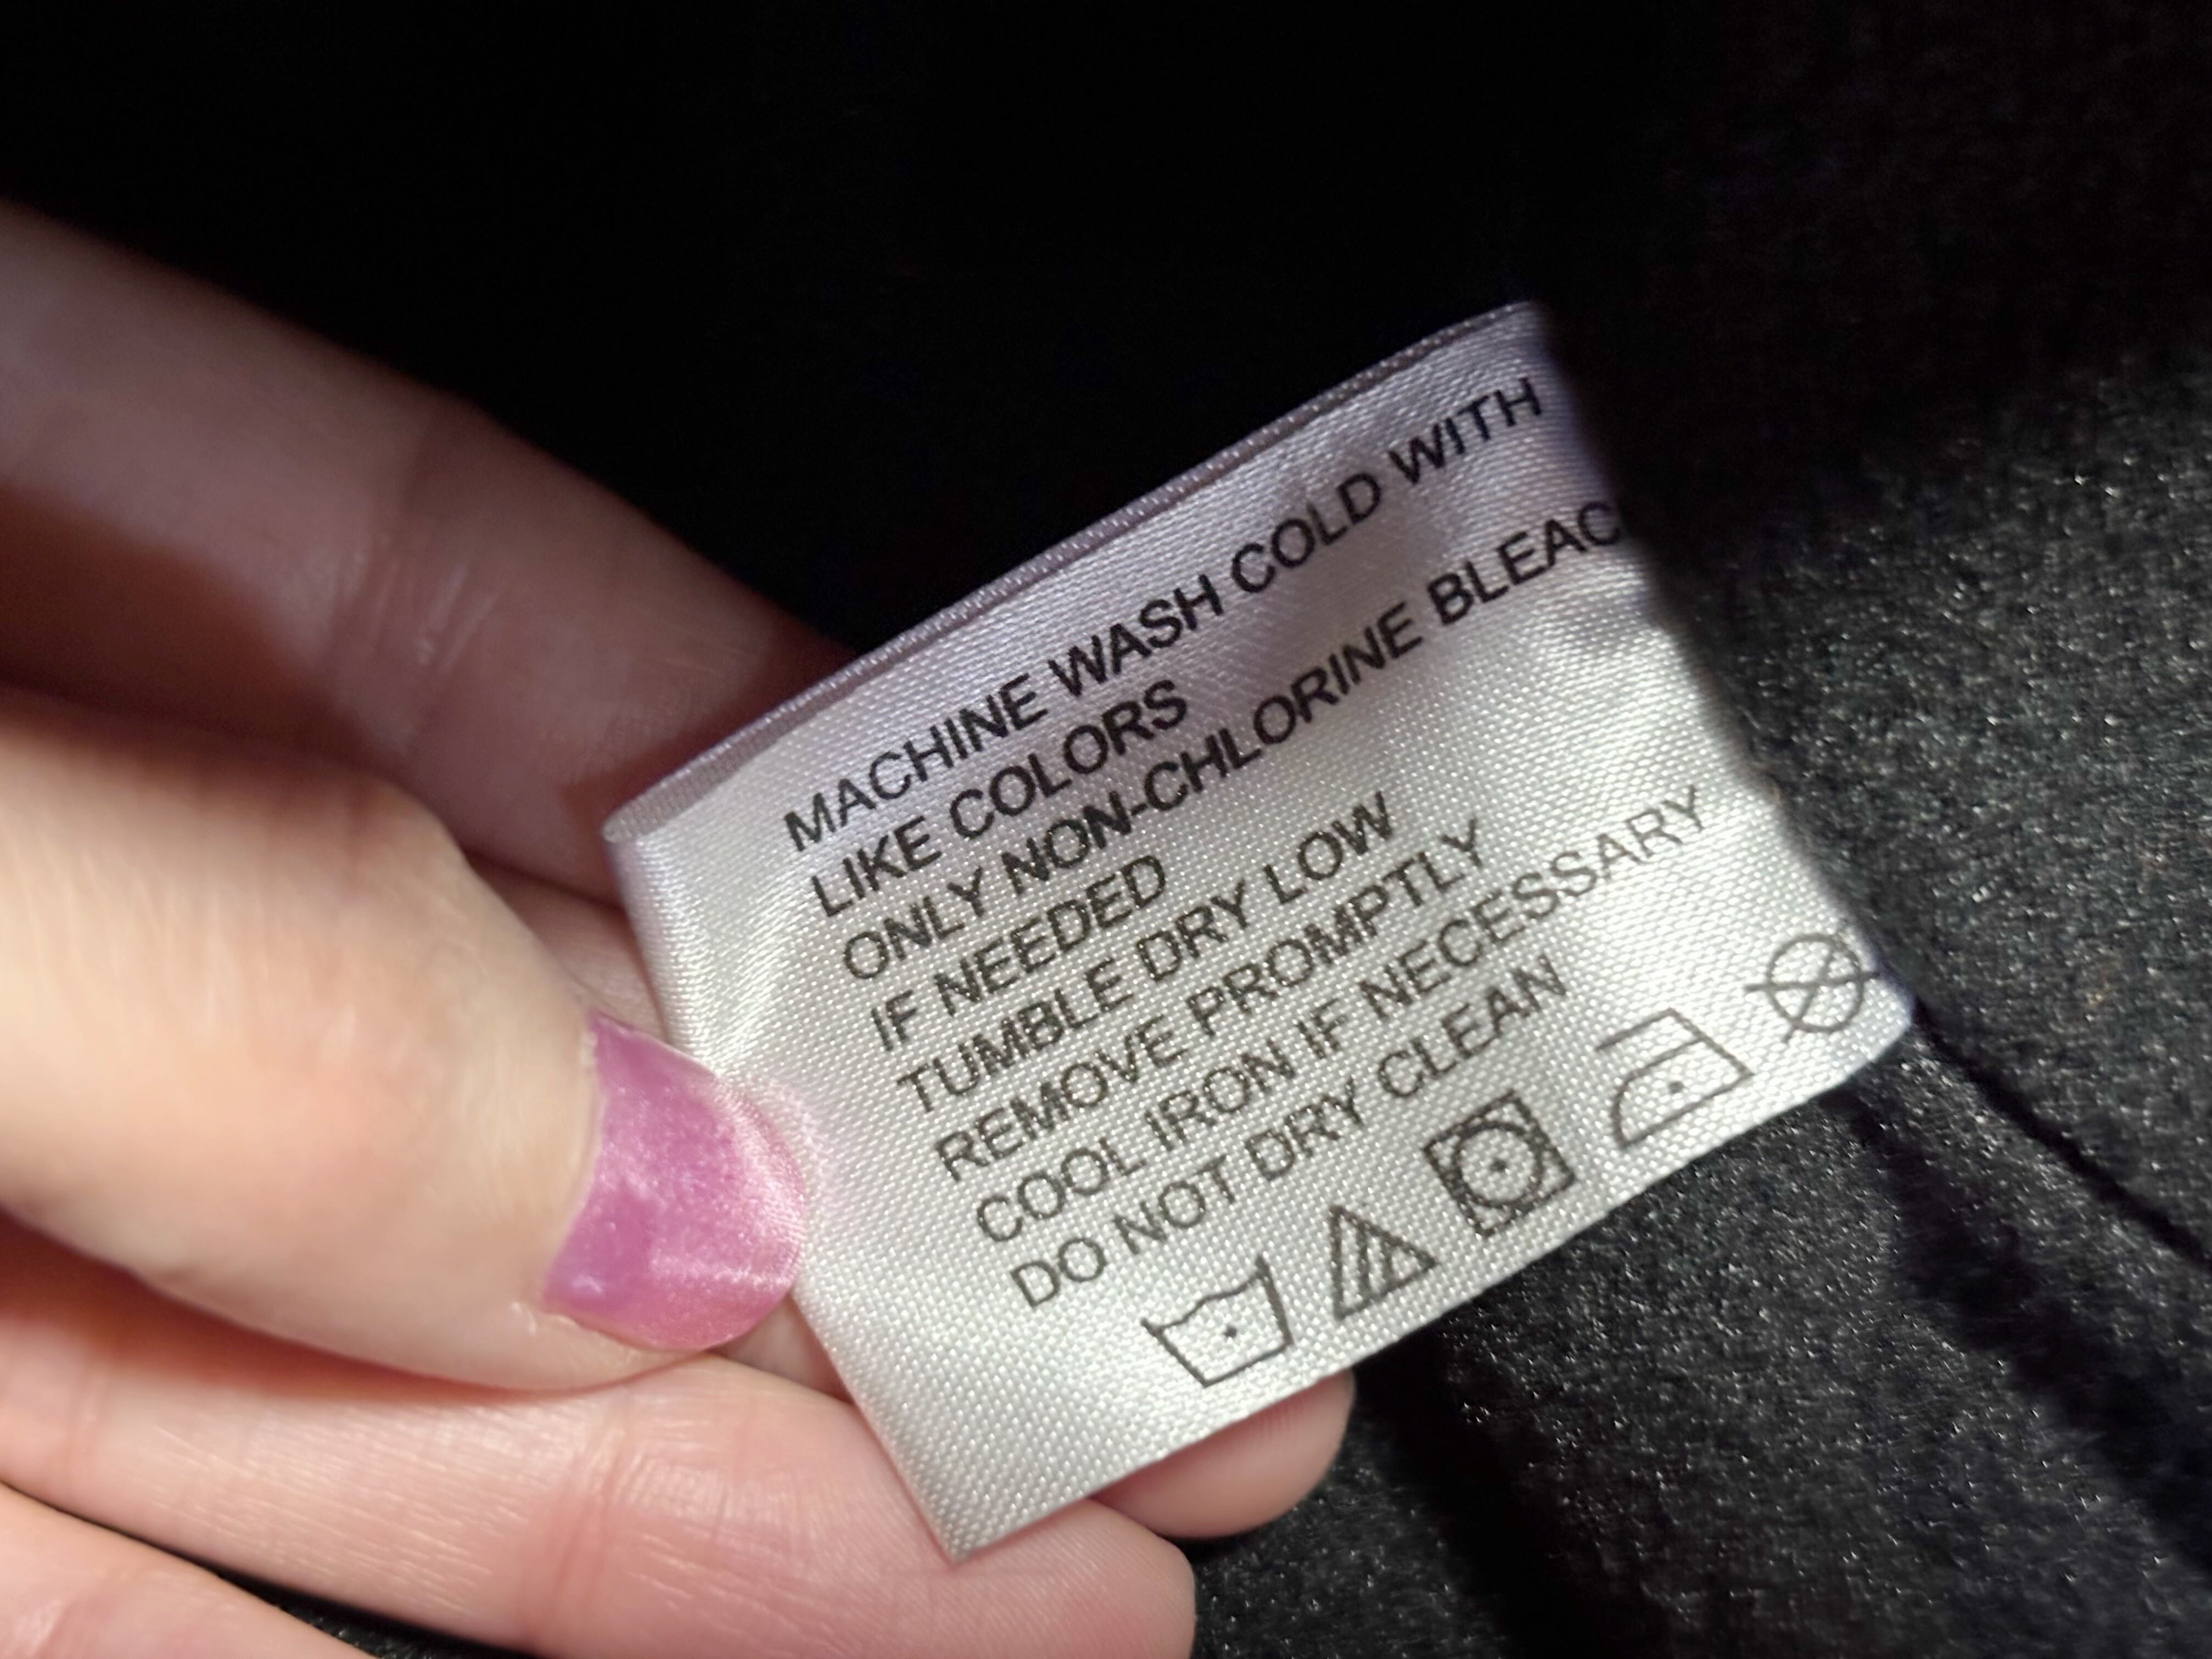 MACHINE WASH COLD WITH
LIKE COLORS
ONLY NON-CHLORINE BLEAC
IF NEEDED
TUMBLE DRY LOW
REMOVE PROMPTLY
COOL IRON IF NECESSARY
DO NOT DRY CLEAN